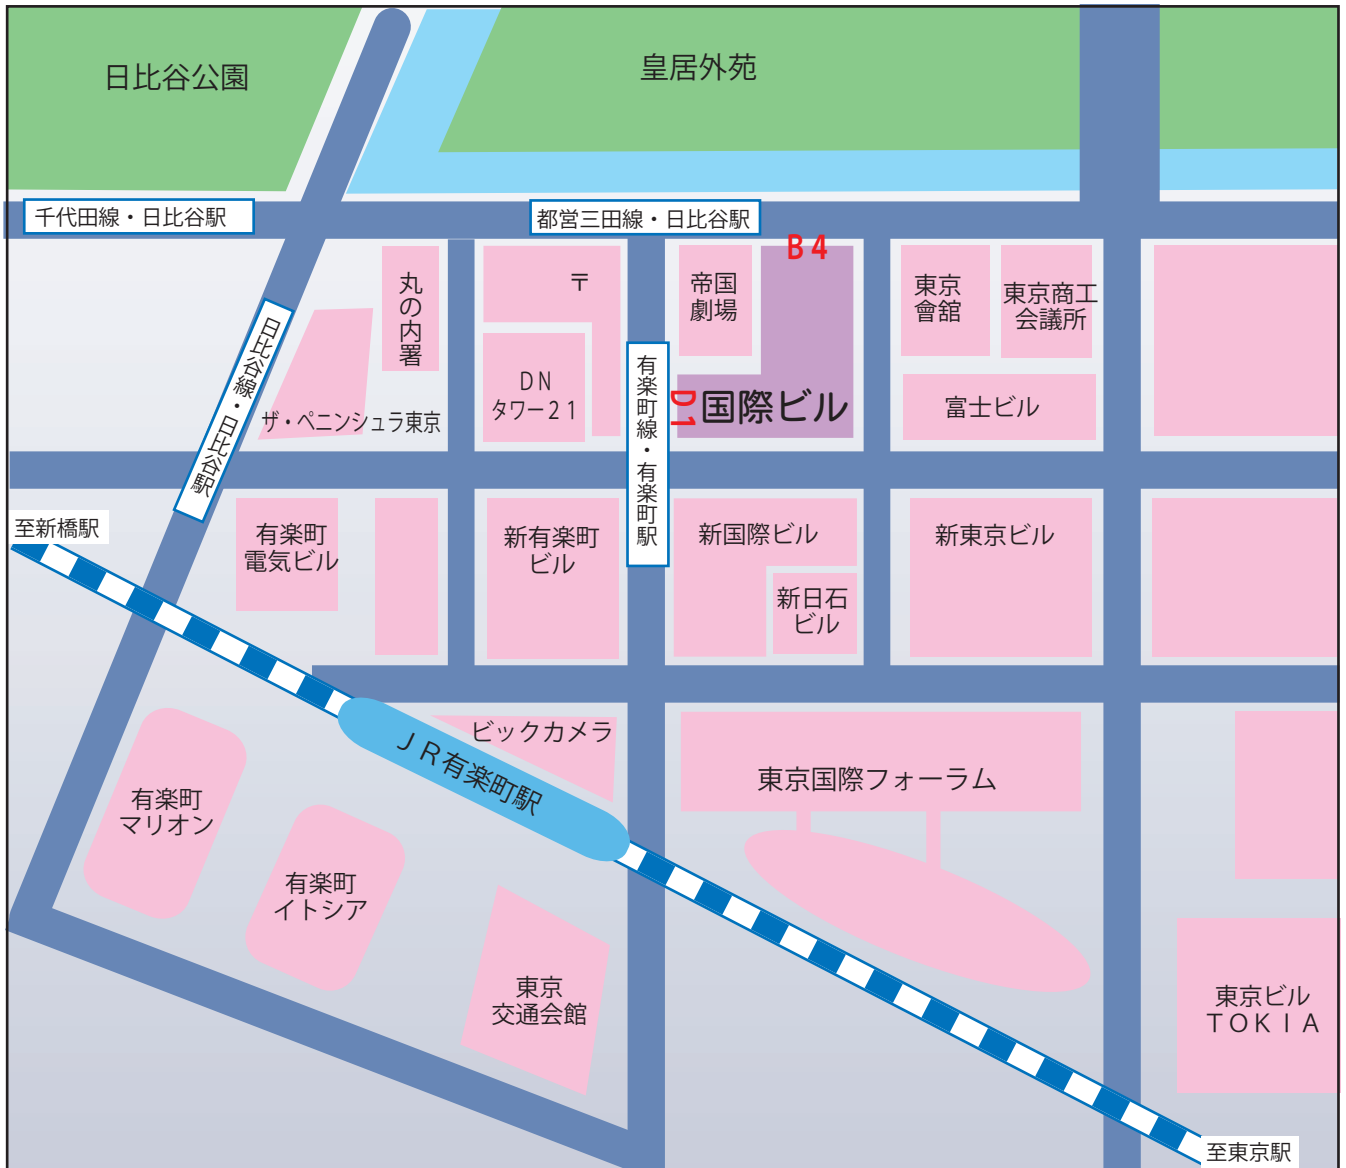 日比谷公園
皇居外苑
千代田線・日比谷駅
都営三田線・日比谷駅
B4
丸の内署
〒
帝国
劇場
東京
會舘
東京商工
会議所
日比谷線・日比谷駅
ザ・ペニンシュラ東京
DN
タワー21
有楽町線・有楽町駅
D1
国際ビル
富士ビル
至新橋駅
有楽町
電気ビル
新有楽町
ビル
新国際ビル
新日石
ビル
新東京ビル
ビックカメラ
JR有楽町駅
東京国際フォーラム
有楽町
マリオン
有楽町
イトシア
東京
交通会館
東京ビル
TOKIA
至東京駅